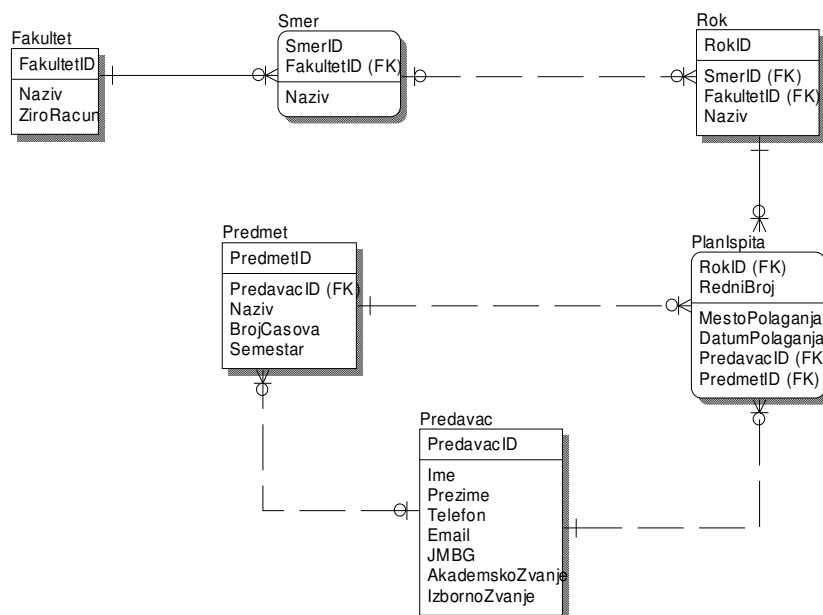 Fakultet
FakultetID
Naziv
ZiroRacun
Smer
SmerID
FakultetID (FK)
Naziv
Rok
RokID
SmerID (FK)
FakultetID (FK)
Naziv
Predmet
PredmetID
PredavacID (FK)
Naziv
BrojCasova
Semestar
PlanIspita
RokID (FK)
RedniBroj
MestoPolaganja
DatumPolaganja
PredavacID (FK
PredmetID (FK)
Predavac
PredavacID
Ime
Prezime
Telefon
Email
JMBG
AkademskoZvanje
IzbornoZvanje